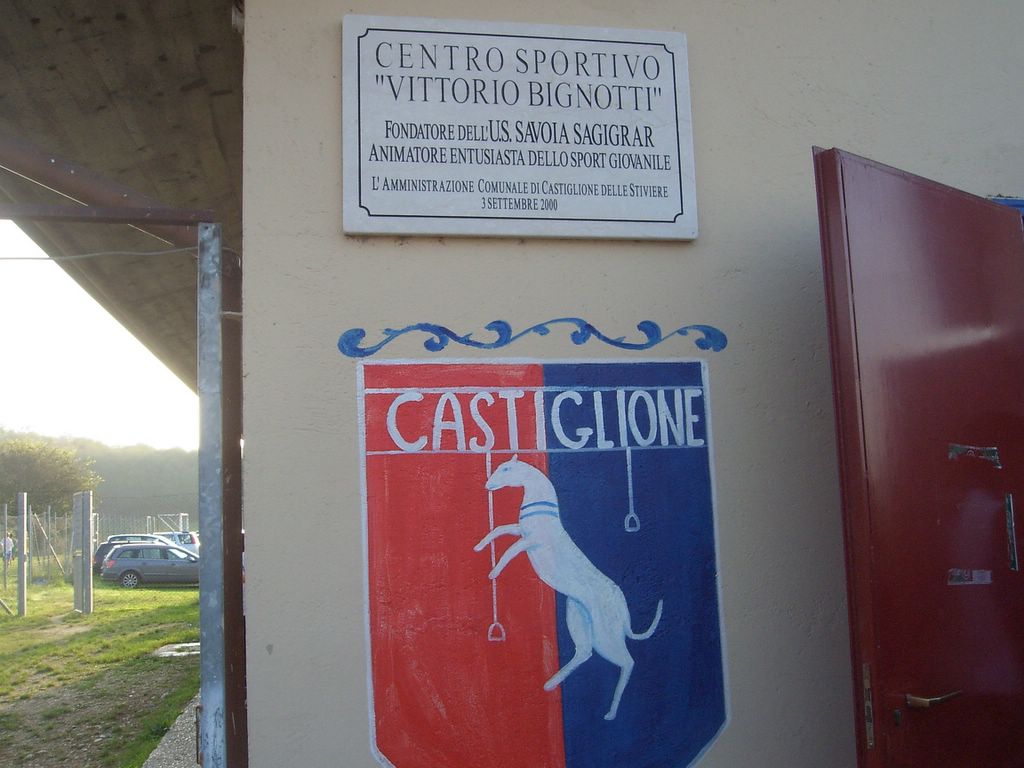 CENTRO SPORTIVO
"VITTORIO BIGNOTTI"
FONDATORE DELL'U.S. SAVOIA SAGIGRAR
ANIMATORE ENTUSIASTA DELLO SPORT GIOVANILE
L'AMMINISTRAZIONE COMUNALE DI CASTIGLIONE DELLE STIVIERE
3 SETTEMBRE 2000
CASTIGLIONE